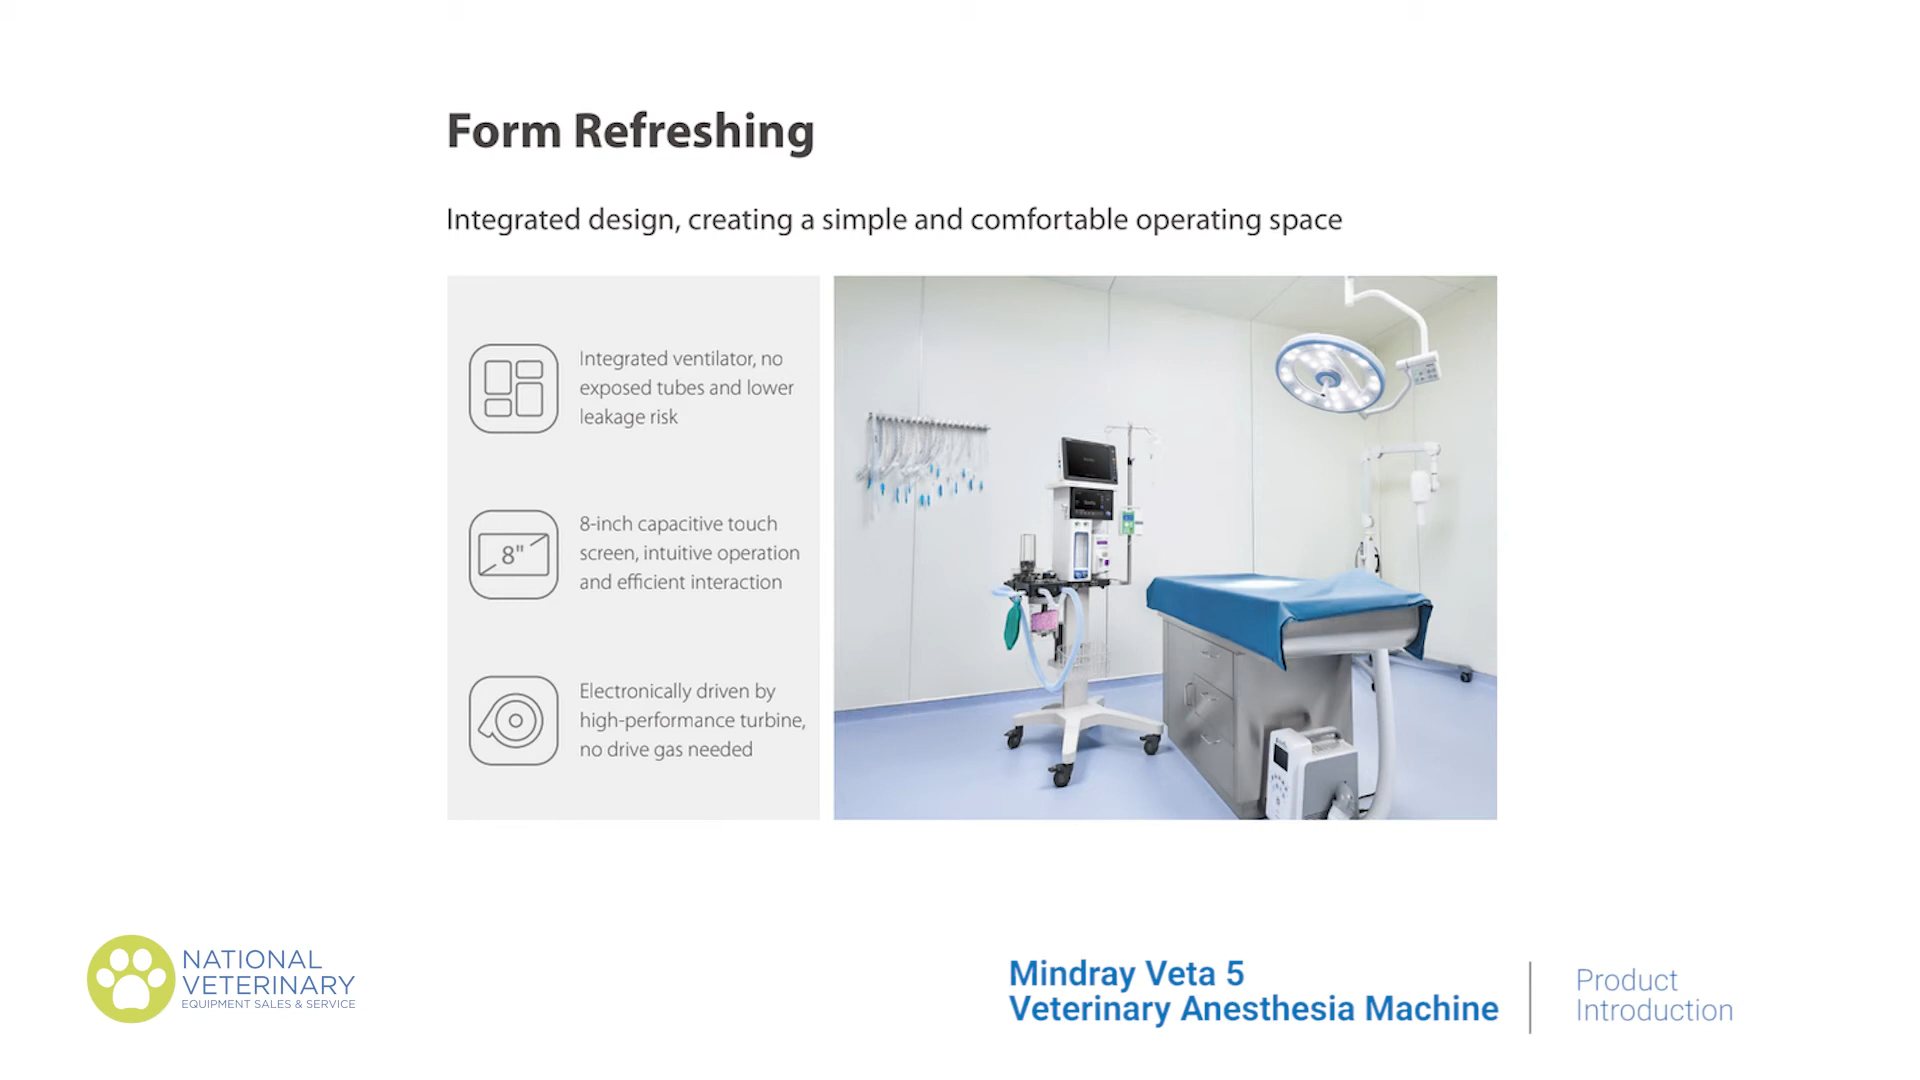 Form Refreshing
Integrated design, creating a simple and comfortable operating space
Integrated ventilator, no
exposed tubes and lower
leakage risk
8"
8-inch capacitive touch
screen, intuitive operation
and efficient interaction
Electronically driven by
high-performance turbine,
no drive gas needed
NATIONAL
VETERINARY
EQUIPMENT SALES & SERVICE
Mindray Veta 5
Veterinary Anesthesia Machine
Product
Introduction